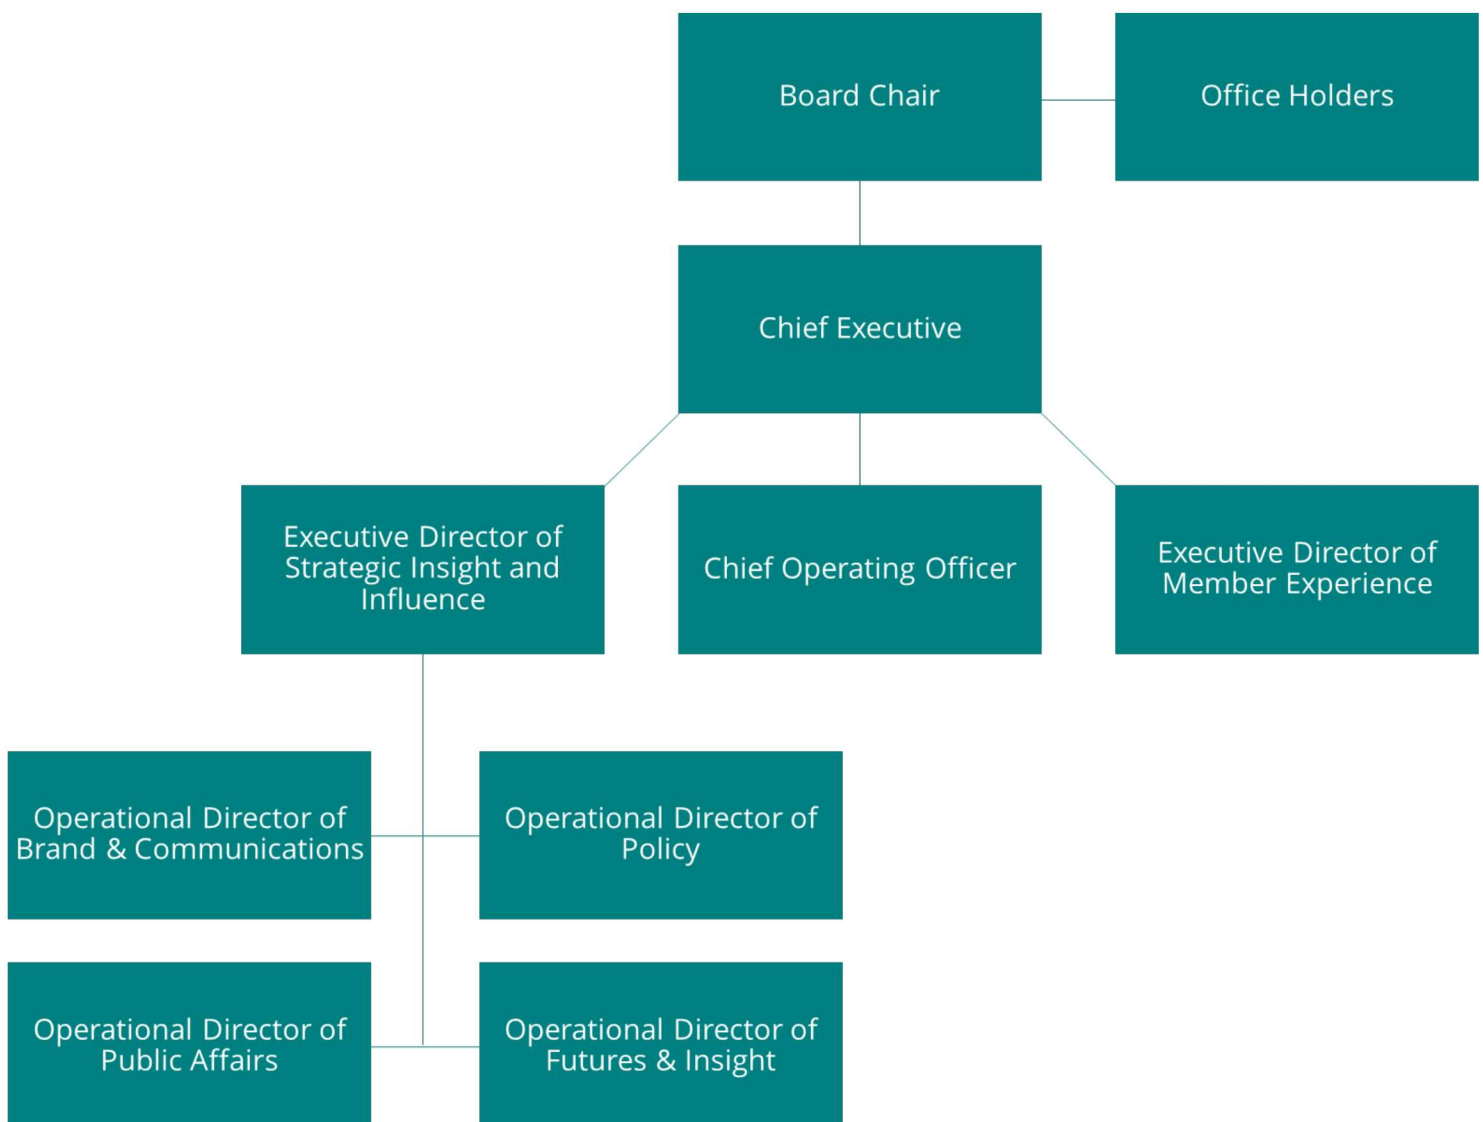 Board Chair
Office Holders
Chief Executive
Executive Director of
Strategic Insight and
Influence
Chief Operating Officer
Executive Director of
Member Experience
Operational Director of
Brand & Communications
Operational Director of
Policy
Operational Director of
Public Affairs
Operational Director of
Futures & Insight